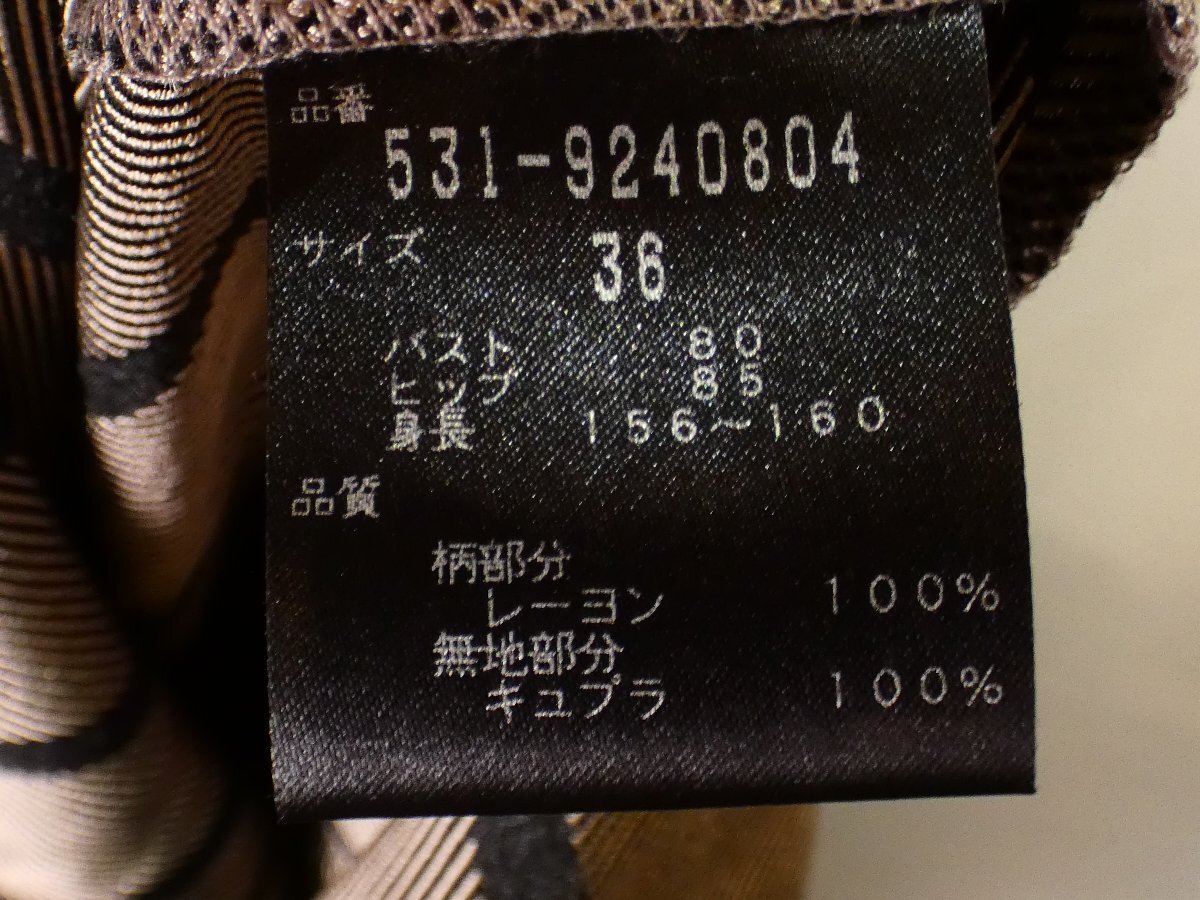 品番
531-9240804
サイズ 36
バスト 80
ヒップ 85
身長 156～160
品質
柄部分
レーヨン 100%
無地部分
キュプラ 100%